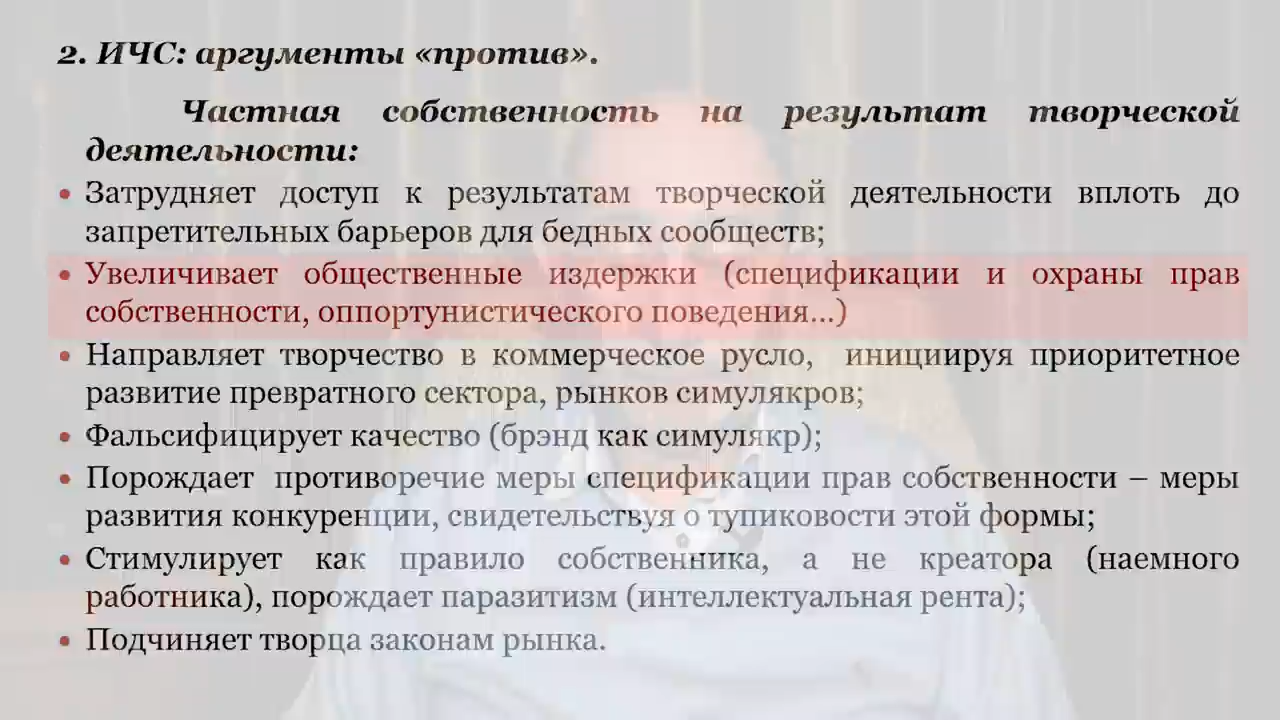 2. ИЧС: аргументы «против».
Частная собственность на результат творческой
деятельности:
• Затрудняет доступ к результатам творческой деятельности вплоть до
запретительных барьеров для бедных сообществ;
• Увеличивает общественные издержки (спецификации и охраны прав
собственности, оппортунистического поведения...)
• Направляет творчество в коммерческое русло, инициируя приоритетное
развитие превратного сектора, рынков симулякров;
• Фальсифицирует качество (брэнд как симулякр);
• Порождает противоречие меры спецификации прав собственности – меры
развития конкуренции, свидетельствуя о тупиковости этой формы;
• Стимулирует как правило собственника, а не креатора (наемного
работника), порождает паразитизм (интеллектуальная рента);
• Подчиняет творца законам рынка.